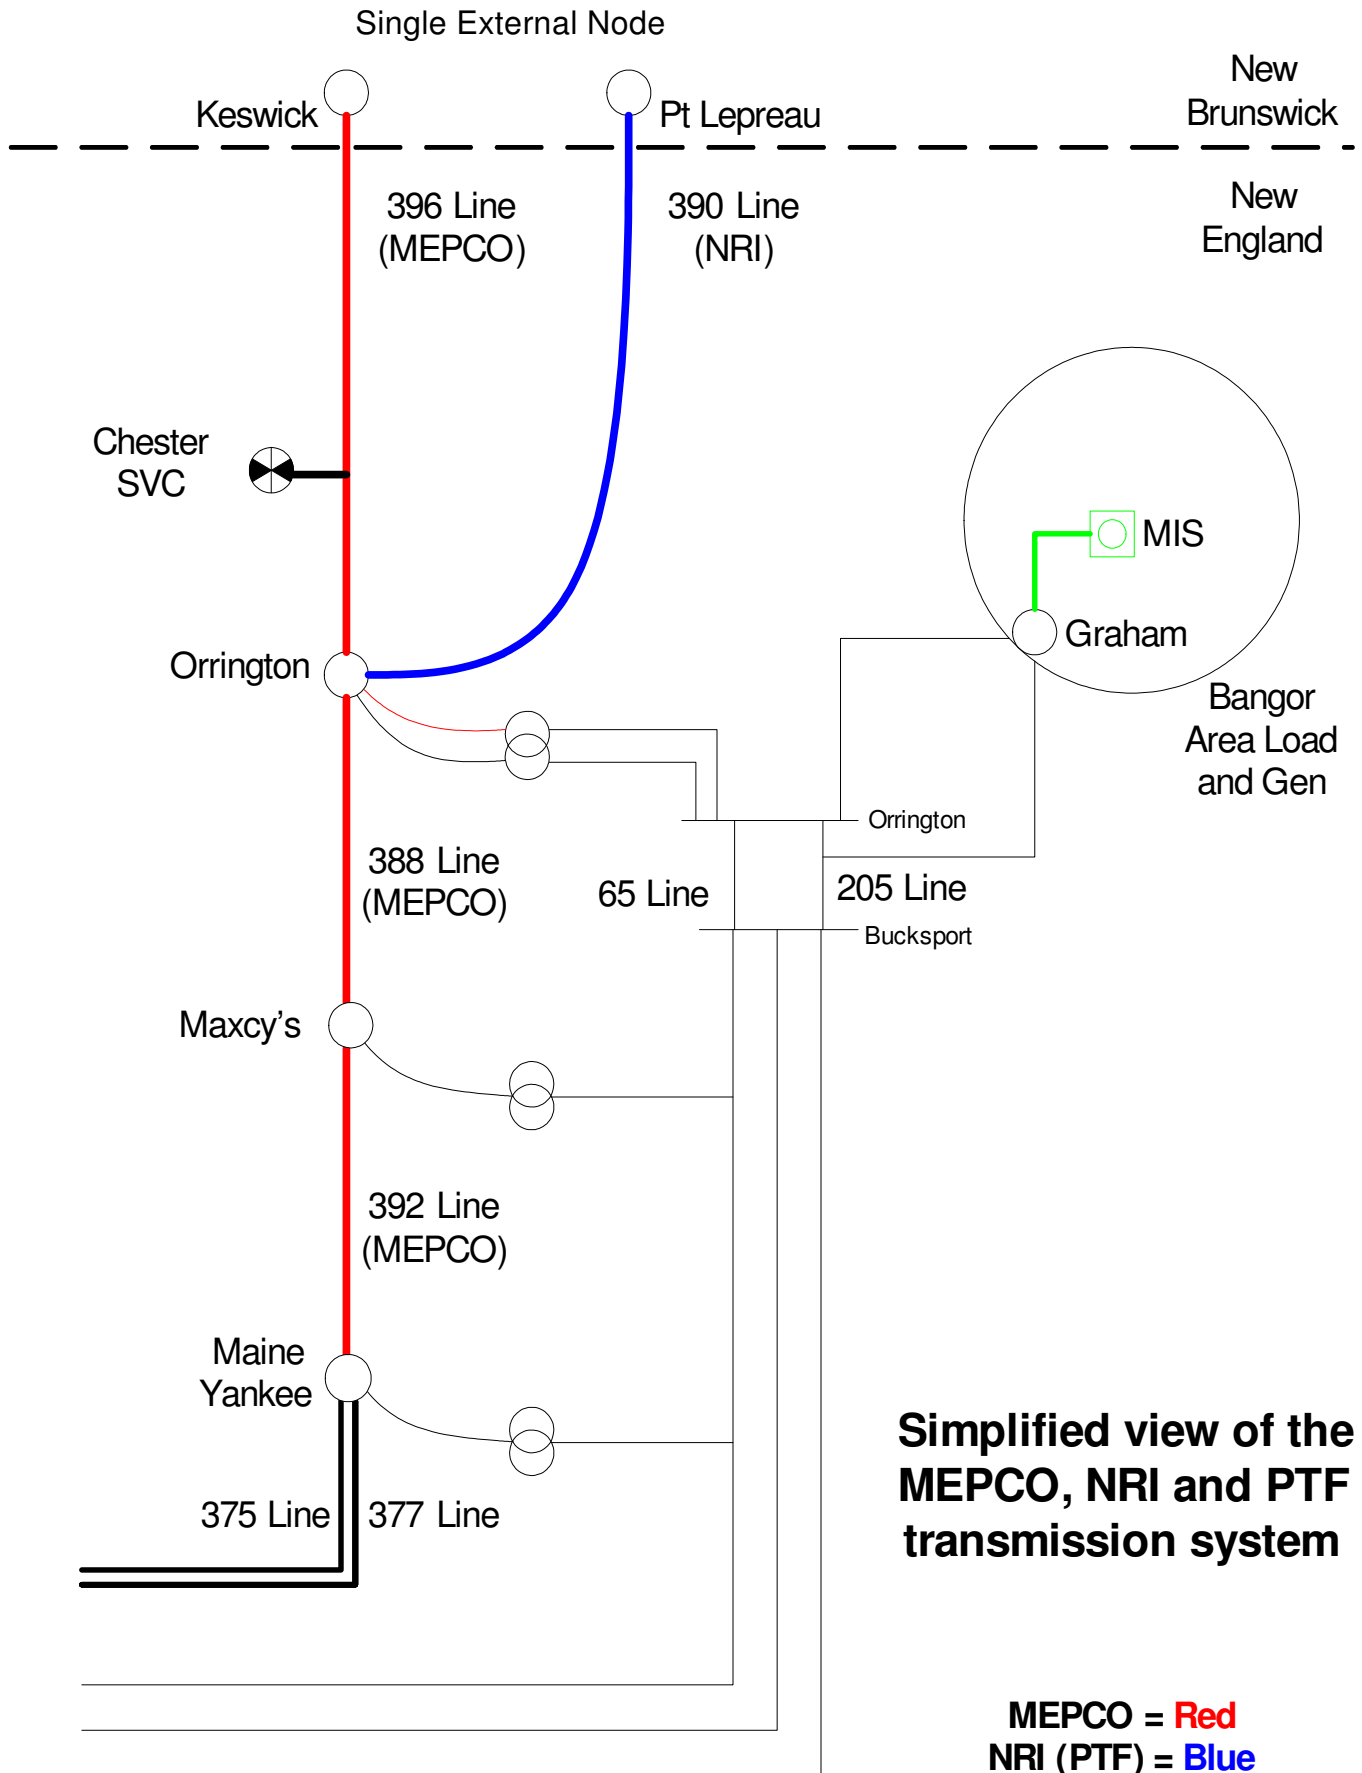 Single External Node
Keswick
Pt Lepreau
New
Brunswick
396 Line
(MEPCO)
390 Line
(NRI)
New
England
Chester
SVC
MIS
Graham
Orrington
Bangor
Area Load
and Gen
Orrington
388 Line
(MEPCO)
65 Line
205 Line
Bucksport
Maxcy's
392 Line
(MEPCO)
Maine
Yankee
375 Line
377 Line
Simplified view of the
MEPCO, NRI and PTF
transmission system
MEPCO = Red
NRI (PTF) = Blue